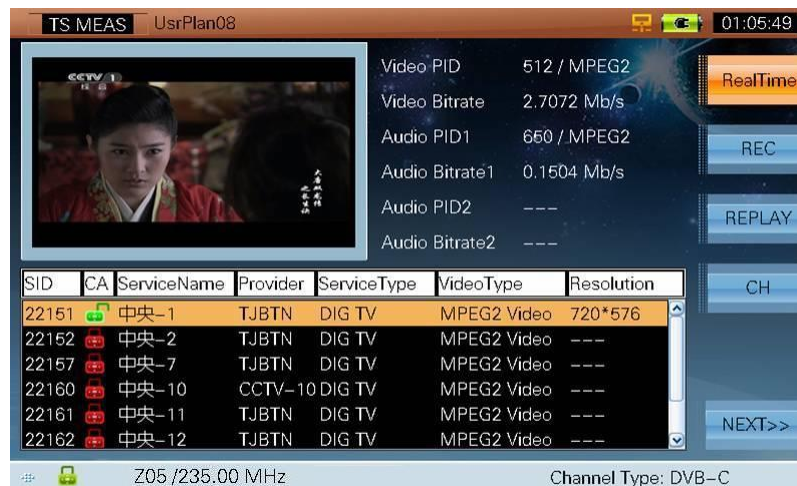 TS MEAS UsrPlan08 01:05:49
CCTV 1
综合
Video PID 512 / MPEG2
Video Bitrate 2.7072 Mb/s
Audio PID1 650 / MPEG2
Audio Bitrate1 0.1504 Mb/s
Audio PID2 ---
Audio Bitrate2 ---
RealTime
REC
REPLAY
CH
NEXT>>
SID CA ServiceName Provider ServiceType VideoType Resolution
22151 中央-1 TJBTN DIG TV MPEG2 Video 720*576
22152 中央-2 TJBTN DIG TV MPEG2 Video ---
22157 中央-7 TJBTN DIG TV MPEG2 Video ---
22160 中央-10 CCTV-10 DIG TV MPEG2 Video ---
22161 中央-11 TJBTN DIG TV MPEG2 Video ---
22162 中央-12 TJBTN DIG TV MPEG2 Video ---
Z05 /235.00 MHz Channel Type: DVB-C